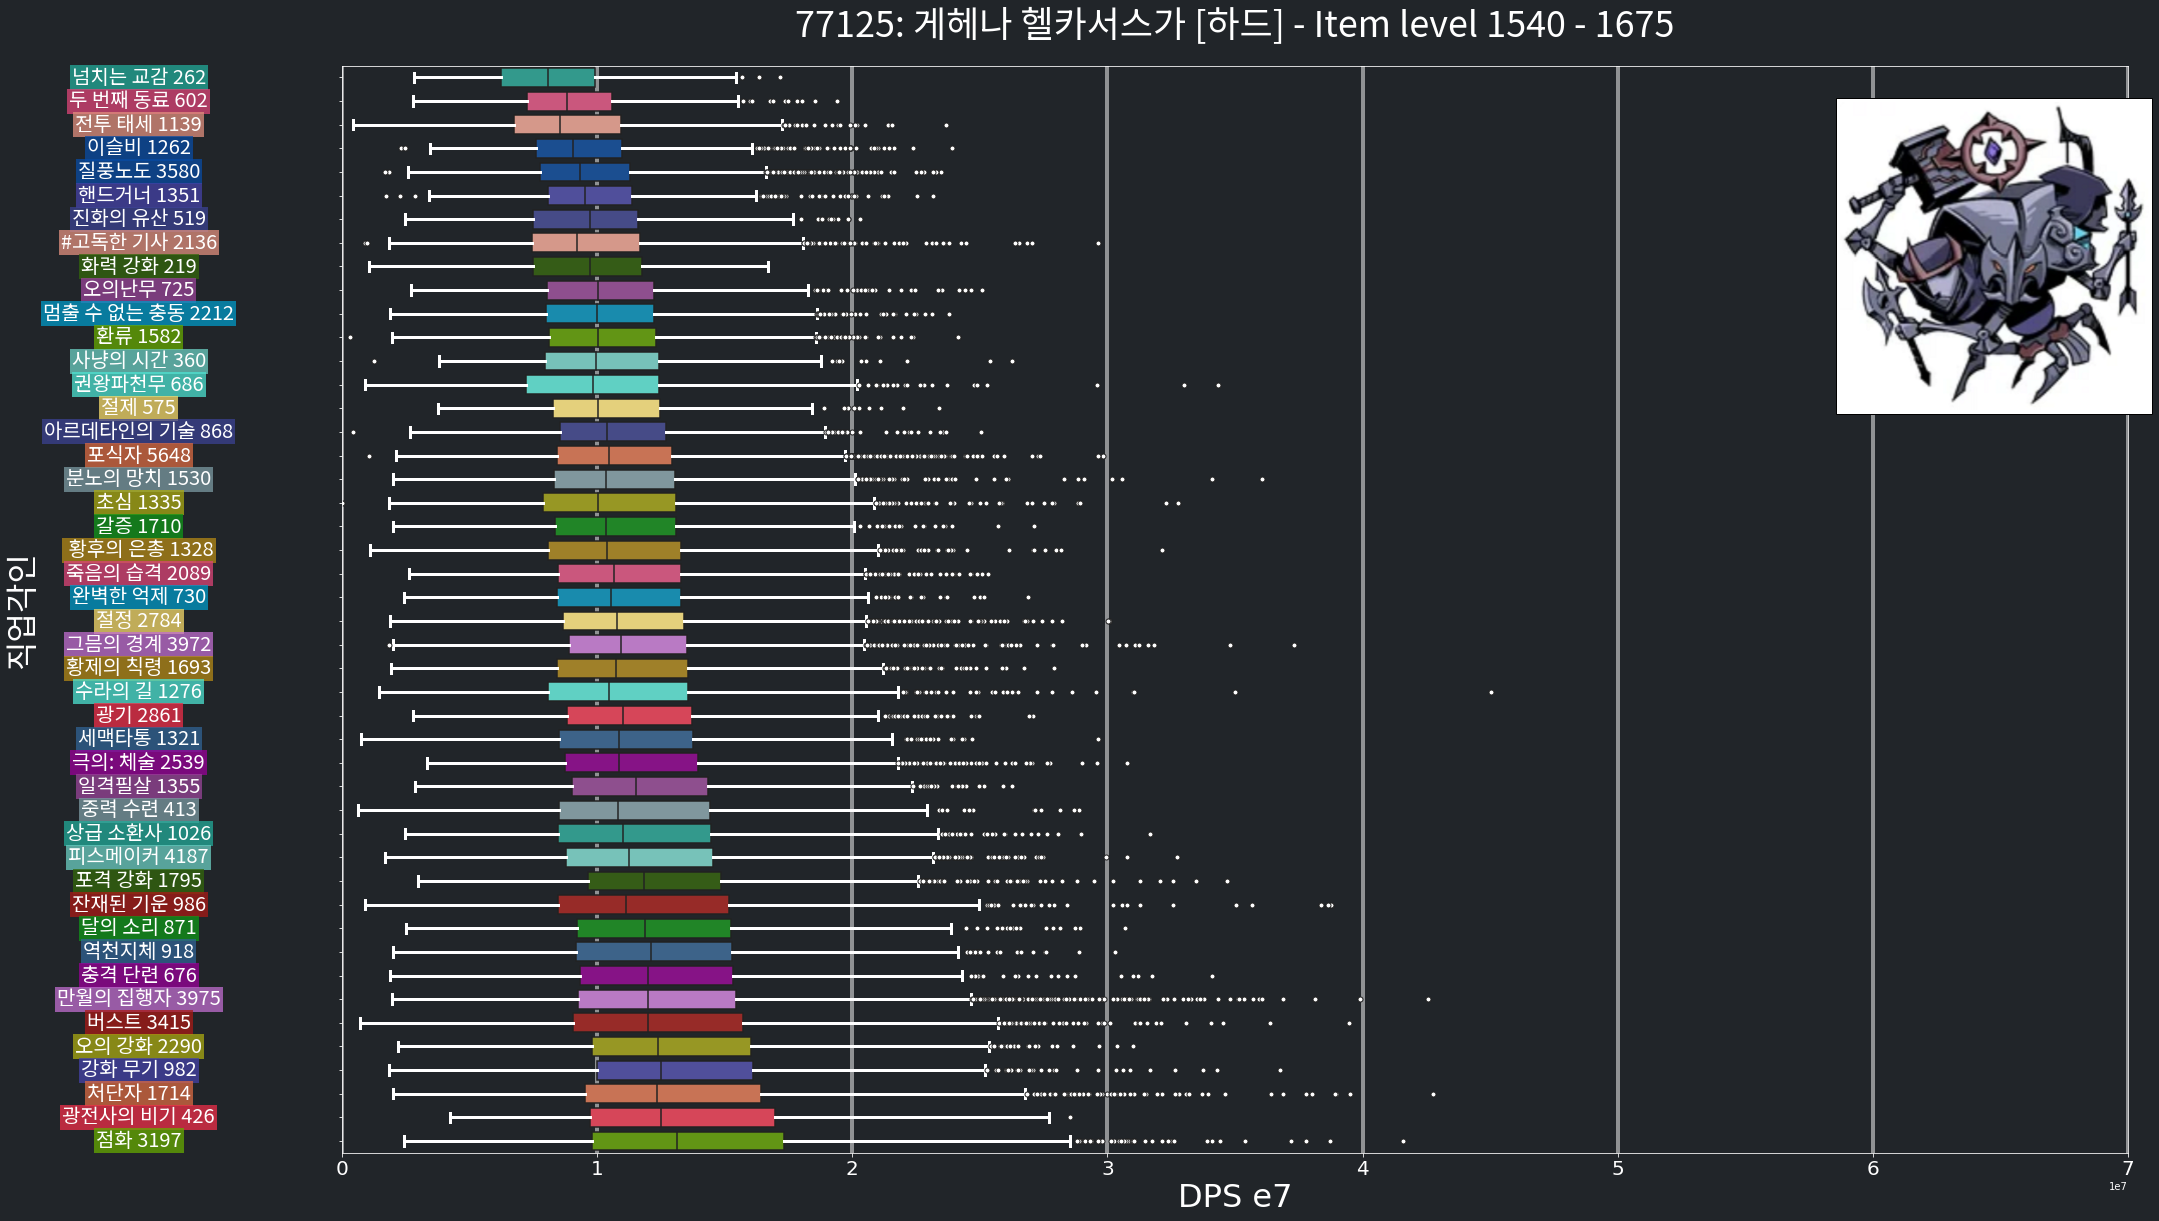 77125: 게헤나 헬카서스가 [하드] - Item level 1540 - 1675
직업각인
넘치는 교감 262
두 번째 동료 602
전투 태세 1139
이슬비 1262
질풍노도 3580
핸드거너 1351
진화의 유산 519
#고독한 기사 2136
화력 강화 219
오의난무 725
멈출 수 없는 충동 2212
환류 1582
사냥의 시간 360
권왕파천무 686
절제 575
아르데타인의 기술 868
포식자 5648
분노의 망치 1530
초심 1335
갈증 1710
황후의 은총 1328
죽음의 습격 2089
완벽한 억제 730
절정 2784
그믐의 경계 3972
황제의 칙령 1693
수라의 길 1276
광기 2861
세맥타통 1321
극의: 체술 2539
일격필살 1355
중력 수련 413
상급 소환사 1026
피스메이커 4187
포격 강화 1795
잔재된 기운 986
달의 소리 871
역천지체 918
충격 단련 676
만월의 집행자 3975
버스트 3415
오의 강화 2290
강화 무기 982
처단자 1714
광전사의 비기 426
점화 3197
0 1 2 3 4 5 6 7
1e7
DPS e7